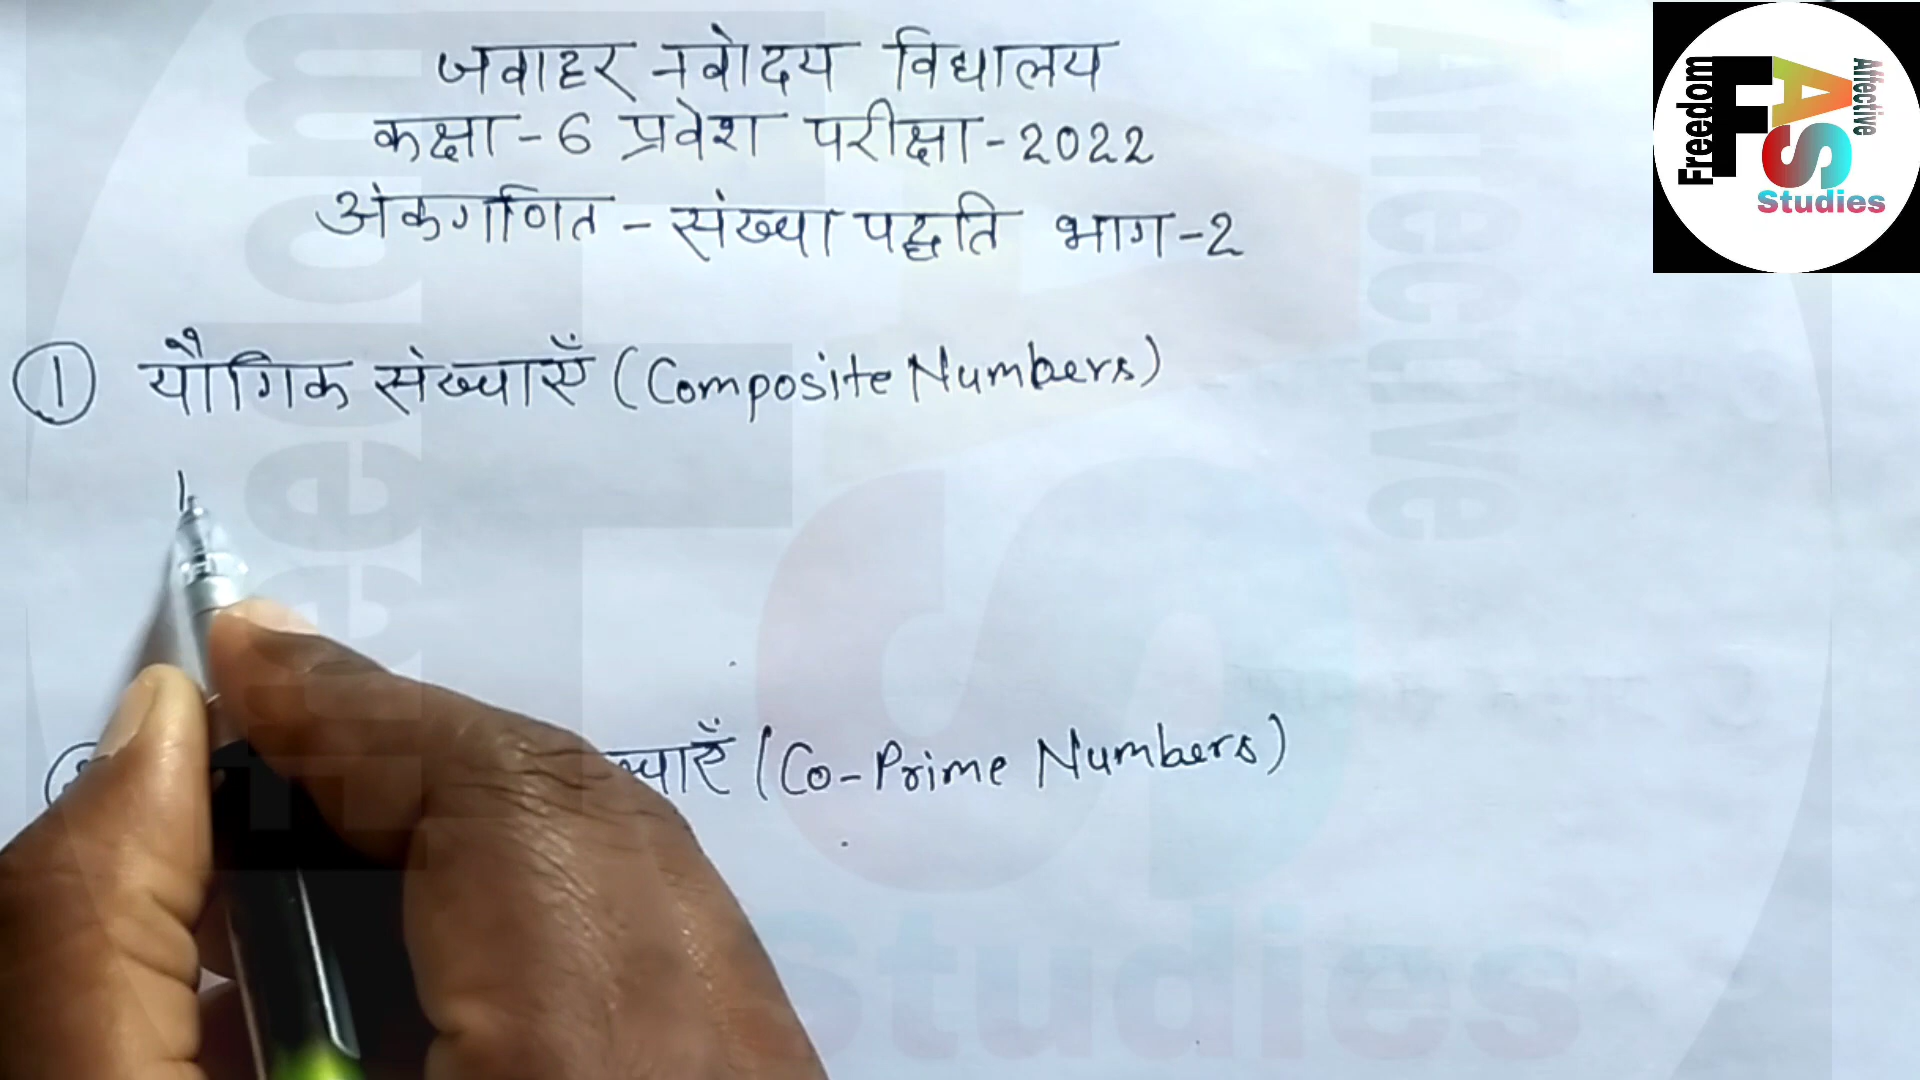 जवाहर नवोदय विद्यालय
कक्षा-6 प्रवेश परीक्षा-2022
अंकगणित - संख्या पद्धति भाग-2
① यौगिक संख्याएँ (Composite Numbers)
1
(Co-Prime Numbers)
Freedom
FAS
Affective
Studies